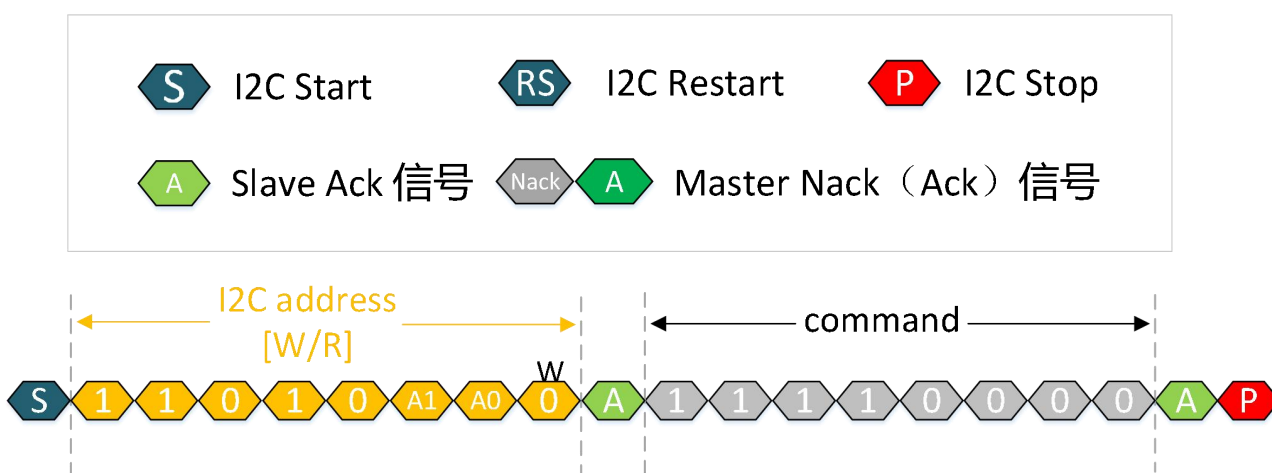 S I2C Start RS I2C Restart P I2C Stop
A Slave Ack 信号 Nack A Master Nack（Ack）信号
I2C address
[W/R]
command
W
S 1 1 0 1 0 A1 A0 0 A 1 1 1 1 0 0 0 0 A P